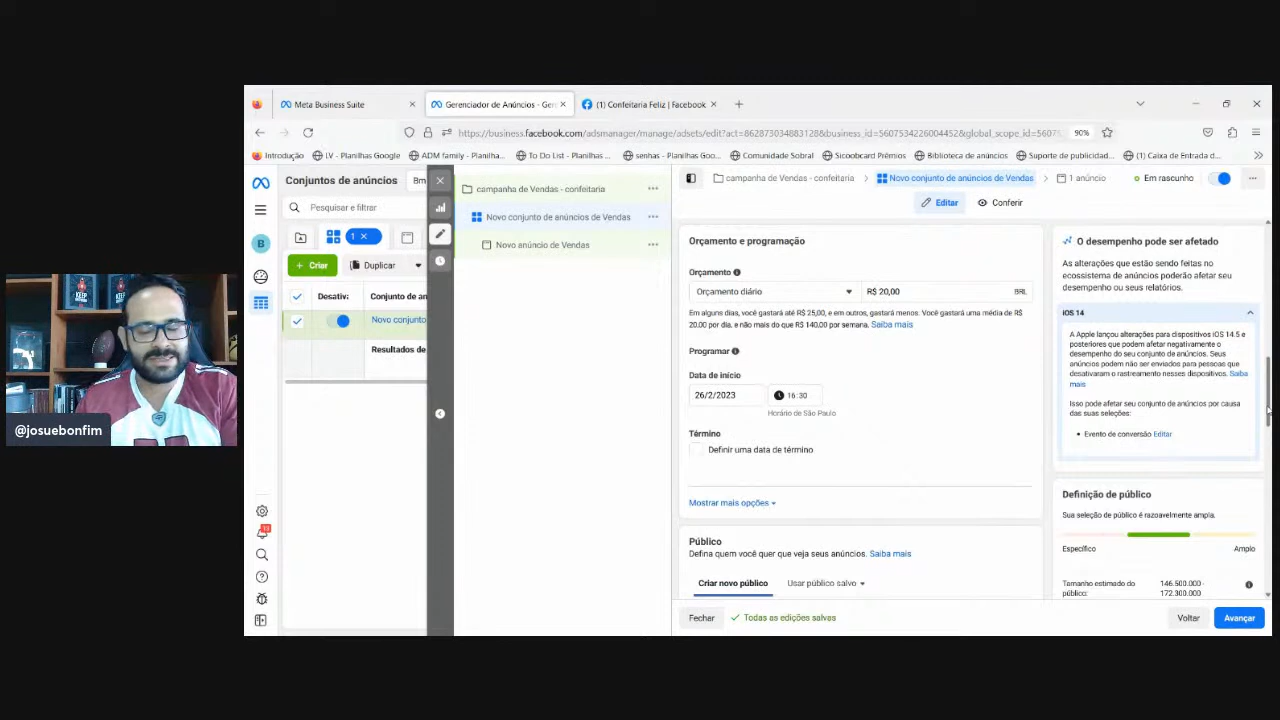 Meta Business Suite
Gerenciador de Anúncios - Ger
(1) Confeitaria Feliz | Facebook
90%
Introdução
LV - Planilhas Google
ADM family - Planilha...
To Do List - Planilhas ...
senhas - Planilhas Goo...
Comunidade Sobral
Sicoobcard Prêmios
Biblioteca de anúncios
Suporte de publicidad...
(1) Caixa de Entrada d...
Conjuntos de anúncios
Bm
Pesquise e filtrar
1
+ Criar
Duplicar
Desativ:
Conjunto de an
Novo conjunto
Resultados de
B
campanha de Vendas - confeitaria
Novo conjunto de anúncios de Vendas
Novo anúncio de Vendas
campanha de Vendas - confeitaria
Novo conjunto de anúncios de Vendas
1 anúncio
Em rascunho
Editar
Conferir
Orçamento e programação
Orçamento
Orçamento diário
R$ 20,00
BRL
Em alguns dias, você gastará até R$ 25,00, e em outros, gastará menos. Você gastará uma média de R$
20,00 por dia, e não mais do que R$ 140,00 por semana. Saiba mais
Programar
Data de início
26/2/2023
16:30
Horário de São Paulo
Término
Definir uma data de término
Mostrar mais opções
Público
Defina quem você quer que veja seus anúncios. Saiba mais
Criar novo público
Usar público salvo
O desempenho pode ser afetado
As alterações que estão sendo feitas no
ecossistema de anúncios poderão afetar seu
desempenho ou seus relatórios.
iOS 14
A Apple lançou alterações para dispositivos iOS 14.5 e
posteriores que podem afetar negativamente o
desempenho do seu conjunto de anúncios. Seus
anúncios podem não ser enviados para pessoas que
desativaram o rastreamento nesses dispositivos. Saiba
mais
Isso pode afetar seu conjunto de anúncios por causa
das suas seleções:
Evento de conversão Editar
Definição de público
Sua seleção de público é razoavelmente ampla.
Específico
Amplo
Tamanho estimado do
público:
146.500.000 -
172.300.000
Fechar
Todas as edições salvas
Voltar
Avançar
@josuebonfim